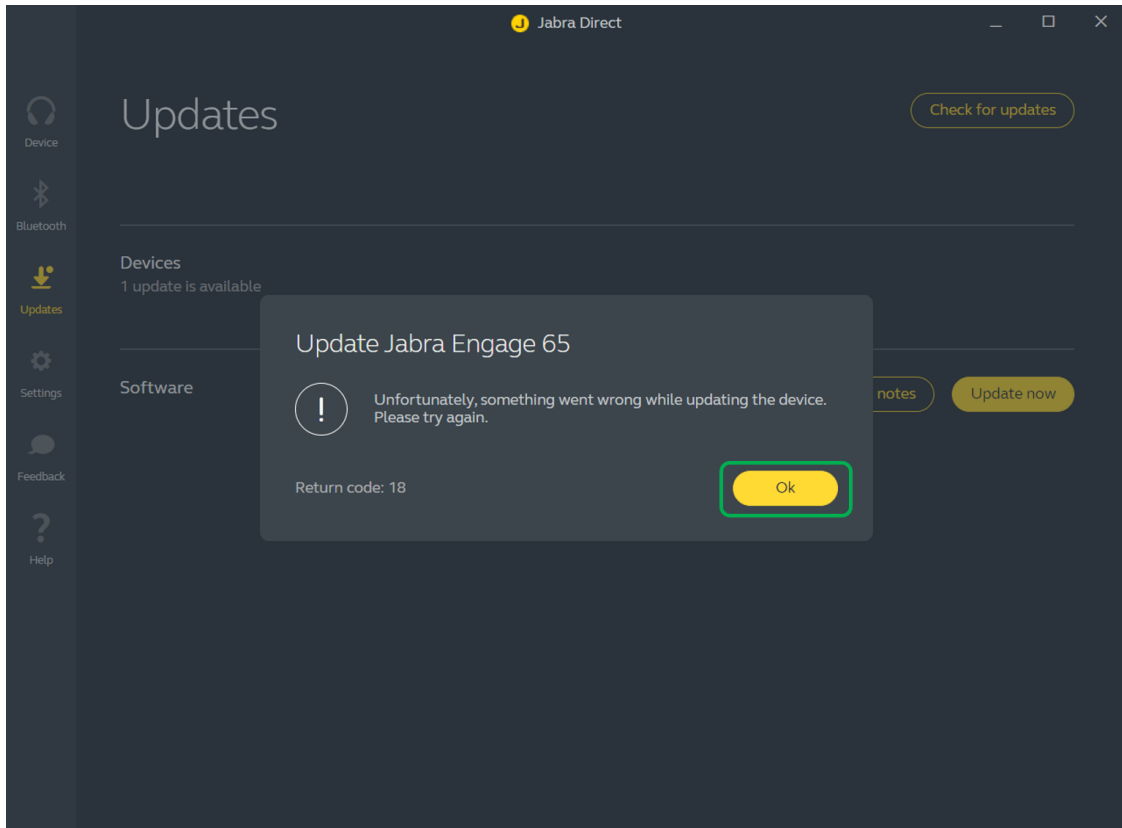 Jabra Direct
Updates
Check for updates
Device
Bluetooth
Devices
1 update is available
Updates
Update Jabra Engage 65
Software
notes
Update now
Settings
Unfortunately, something went wrong while updating the device.
Please try again.
Feedback
Return code: 18
Ok
Help